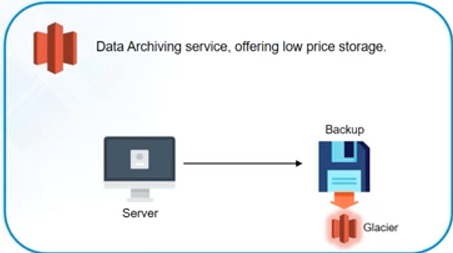 Data Archiving service, offering low price storage.
Backup
Server
Glacier